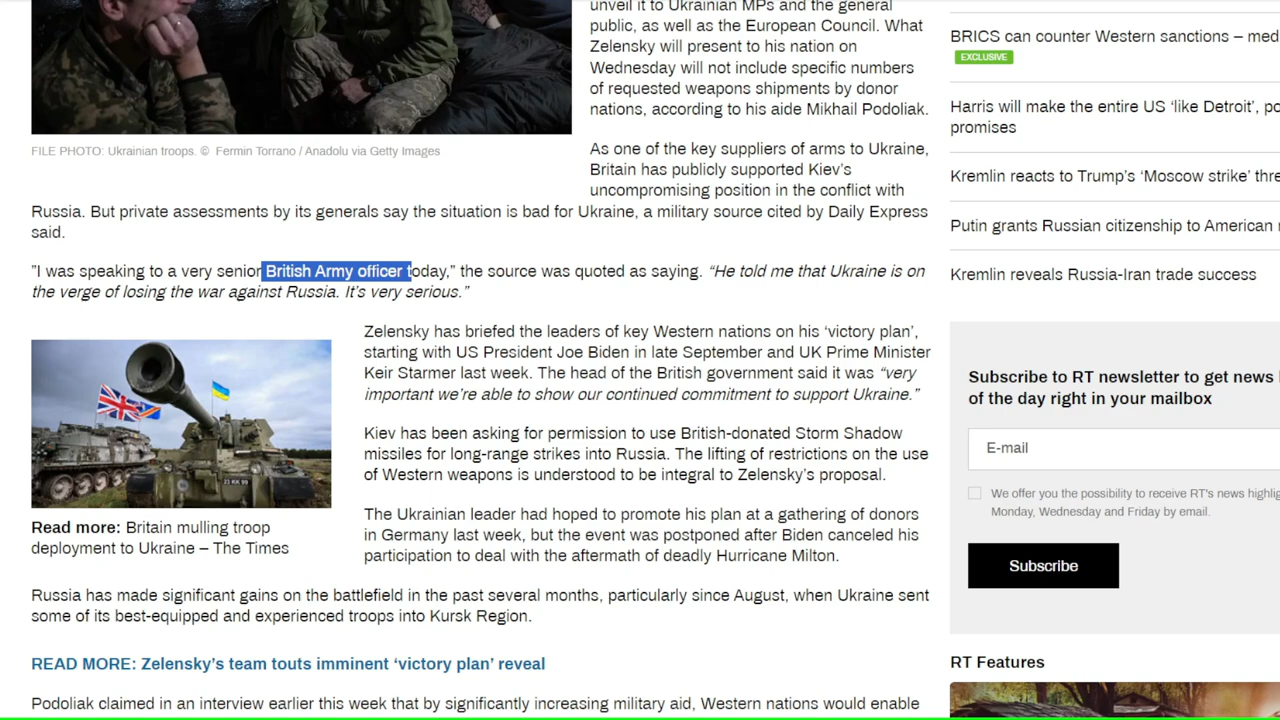 unveil it to Ukrainian MPs and the general
public, as well as the European Council. What
Zelensky will present to his nation on
Wednesday will not include specific numbers
of requested weapons shipments by donor
nations, according to his aide Mikhail Podoliak.
FILE PHOTO: Ukrainian troops. © Fermin Torrano / Anadolu via Getty Images
As one of the key suppliers of arms to Ukraine,
Britain has publicly supported Kiev’s
uncompromising position in the conflict with
Russia. But private assessments by its generals say the situation is bad for Ukraine, a military source cited by Daily Express
said.
”I was speaking to a very senior British Army officer today,” the source was quoted as saying. “He told me that Ukraine is on
the verge of losing the war against Russia. It’s very serious.”
Zelensky has briefed the leaders of key Western nations on his ‘victory plan’,
starting with US President Joe Biden in late September and UK Prime Minister
Keir Starmer last week. The head of the British government said it was “very
important we’re able to show our continued commitment to support Ukraine.”
Kiev has been asking for permission to use British-donated Storm Shadow
missiles for long-range strikes into Russia. The lifting of restrictions on the use
of Western weapons is understood to be integral to Zelensky’s proposal.
Read more: Britain mulling troop
deployment to Ukraine – The Times
The Ukrainian leader had hoped to promote his plan at a gathering of donors
in Germany last week, but the event was postponed after Biden canceled his
participation to deal with the aftermath of deadly Hurricane Milton.
Russia has made significant gains on the battlefield in the past several months, particularly since August, when Ukraine sent
some of its best-equipped and experienced troops into Kursk Region.
READ MORE: Zelensky’s team touts imminent ‘victory plan’ reveal
Podoliak claimed in an interview earlier this week that by significantly increasing military aid, Western nations would enable
BRICS can counter Western sanctions – med
EXCLUSIVE
Harris will make the entire US ‘like Detroit’, po
promises
Kremlin reacts to Trump’s ‘Moscow strike’ thre
Putin grants Russian citizenship to American
Kremlin reveals Russia-Iran trade success
Subscribe to RT newsletter to get news
of the day right in your mailbox
E-mail
We offer you the possibility to receive RT's news highlig
Monday, Wednesday and Friday by email.
Subscribe
RT Features